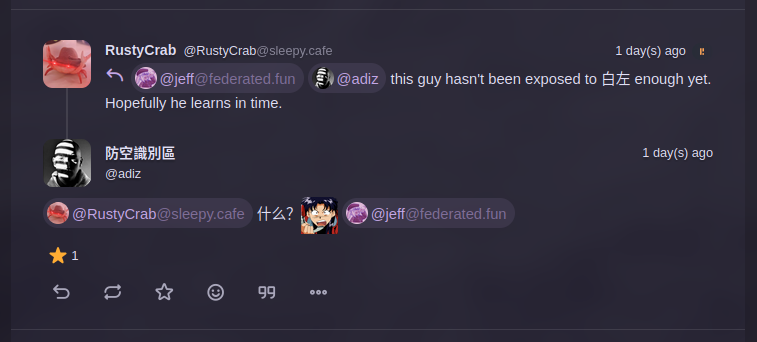 RustyCrab @RustyCrab@sleepy.cafe 1 day(s) ago
@jeff@federated.fun @adiz this guy hasn't been exposed to 白左 enough yet.
Hopefully he learns in time.
防空識別區 1 day(s) ago
@adiz
@RustyCrab@sleepy.cafe 什么? @jeff@federated.fun
1